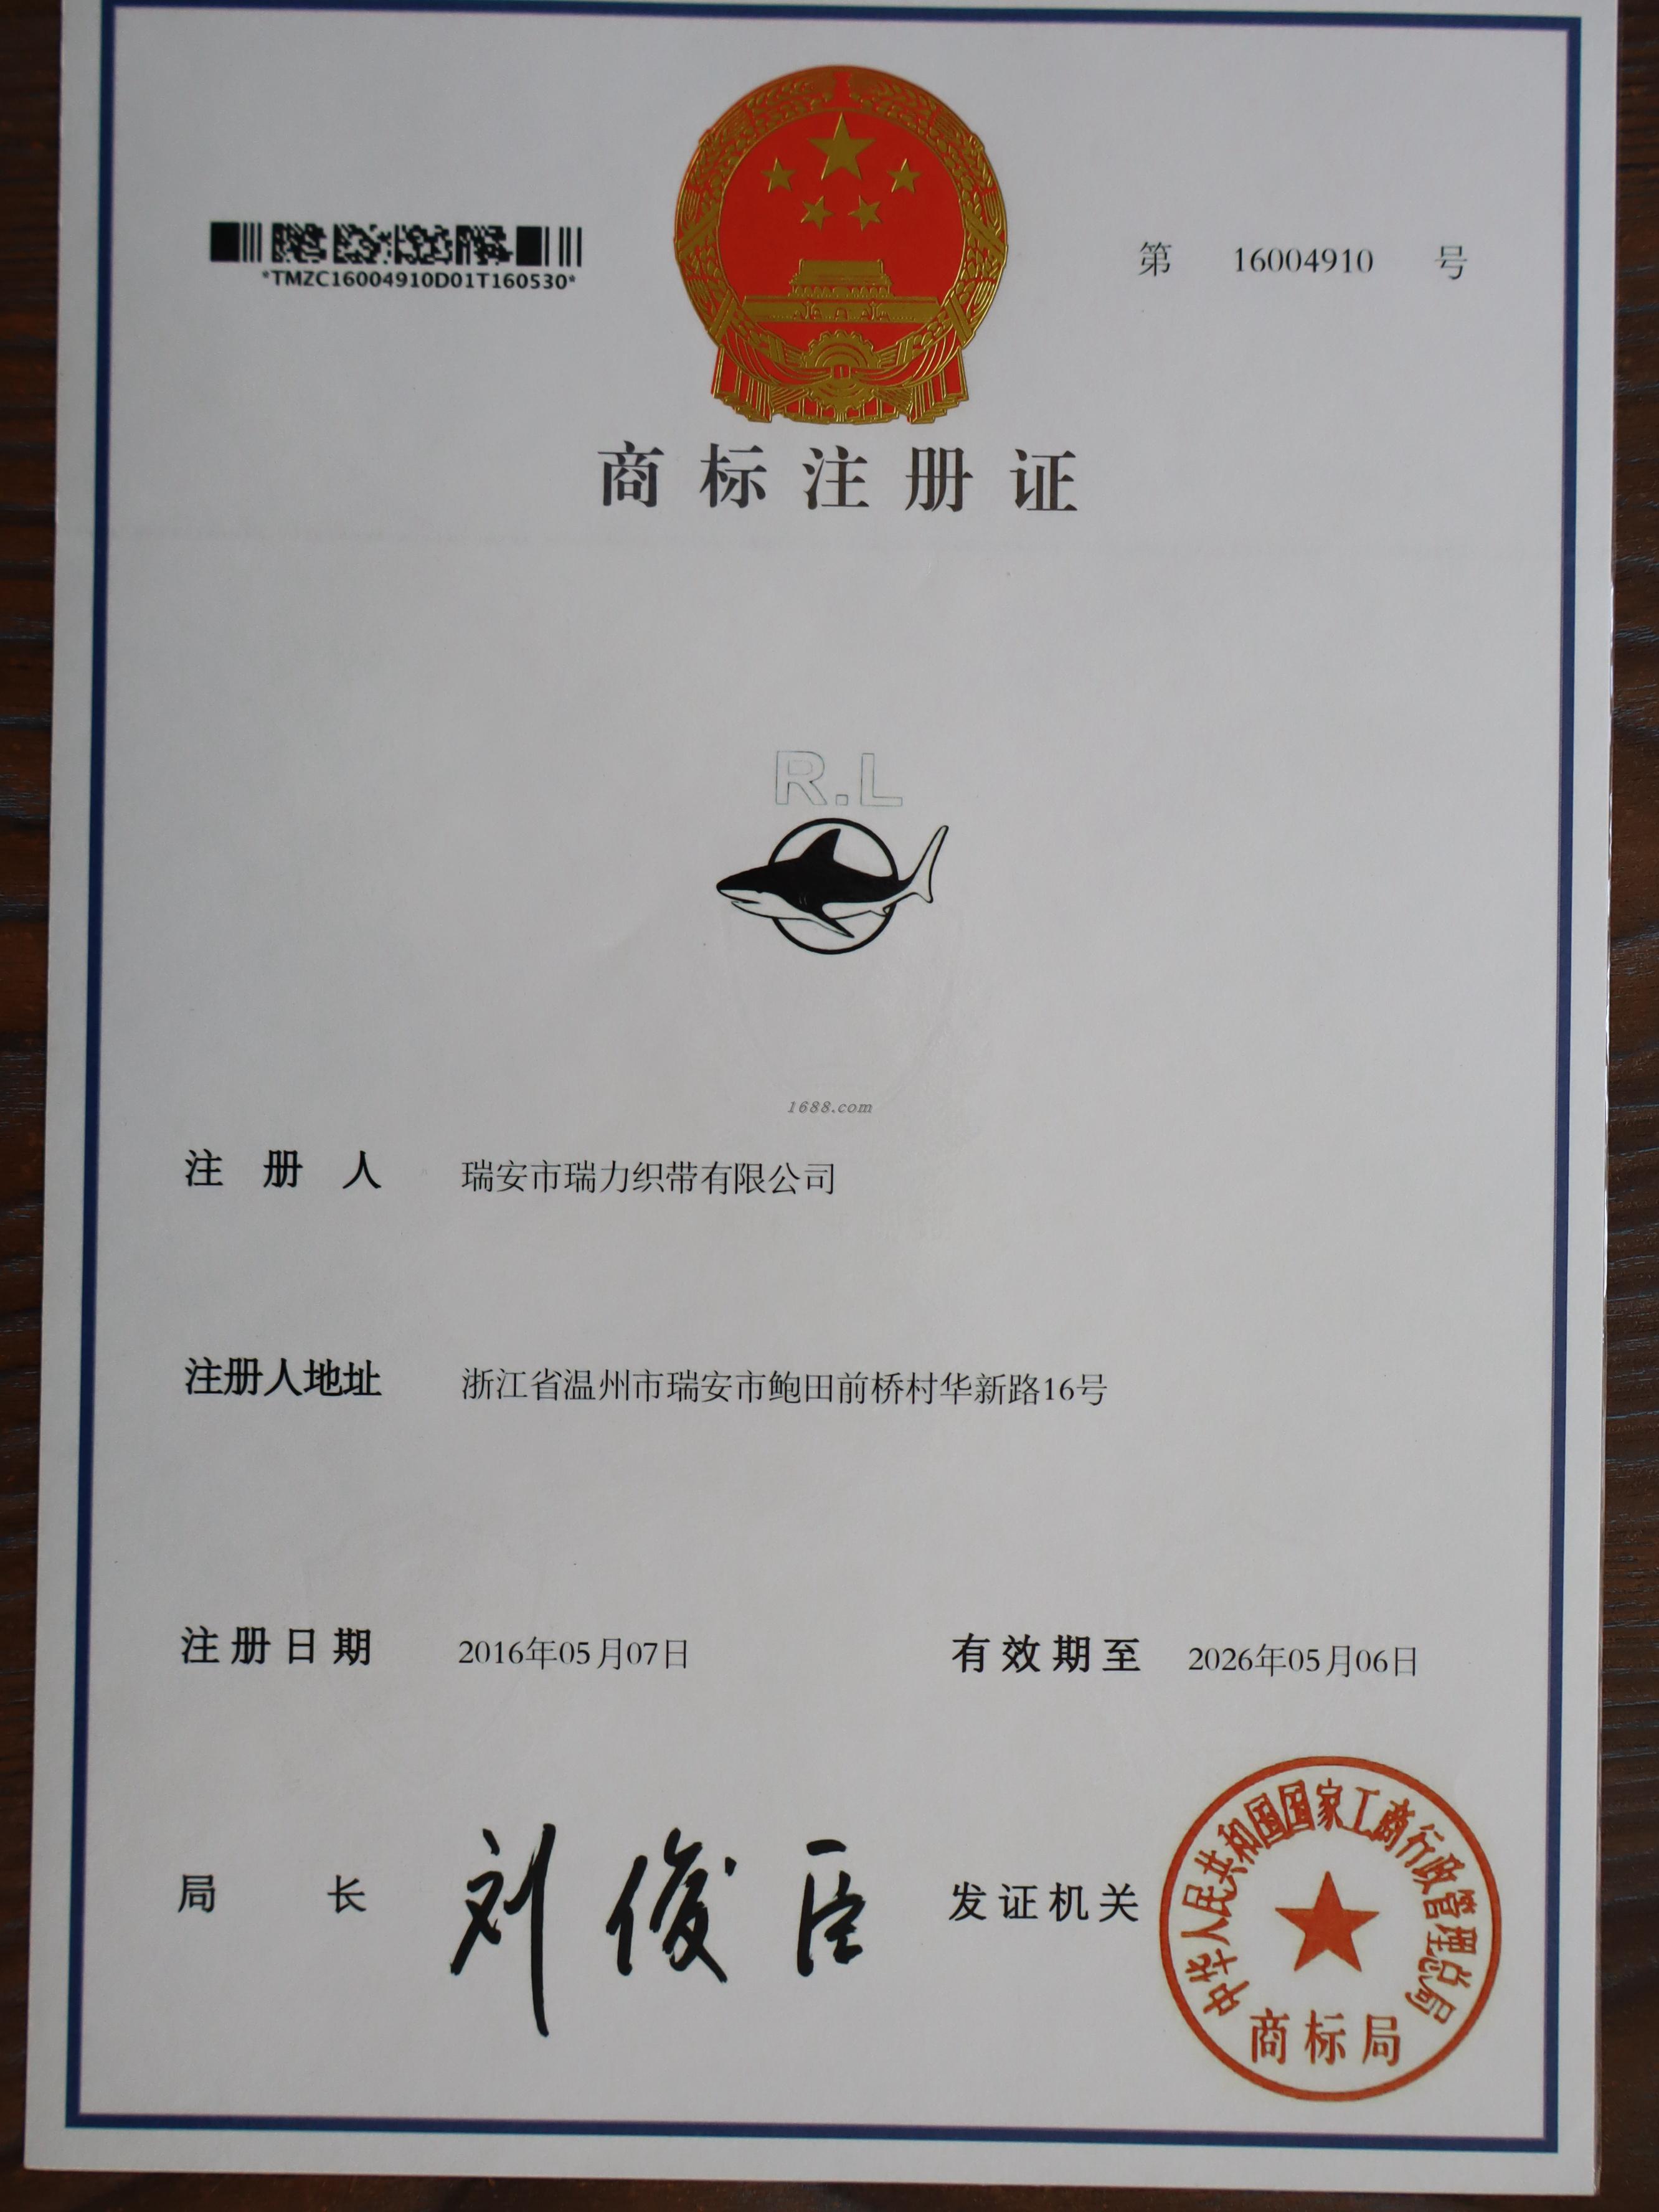 *TMZC16004910D01T160530*
第 16004910 号
商标注册证
R.L
1688.com
注册人 瑞安市瑞力织带有限公司
注册人地址 浙江省温州市瑞安市鲍田前桥村华新路16号
注册日期 2016年05月07日 有效期至 2026年05月06日
局长 刘俊臣 发证机关
中华人民共和国国家工商行政管理总局
商标局